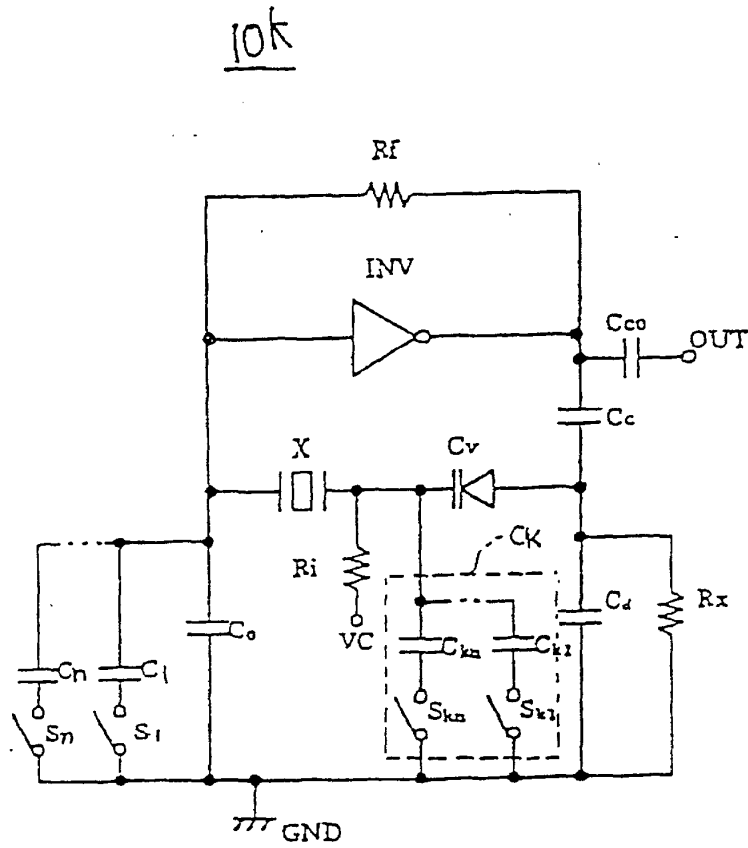 10k
Rf
INV
Cco
OUT
Cc
X
Cv
CK
Ri
VC
Co
Cd
Rx
Cn
C1
Ckn
Ck1
Sn
S1
Skn
Sk1
GND